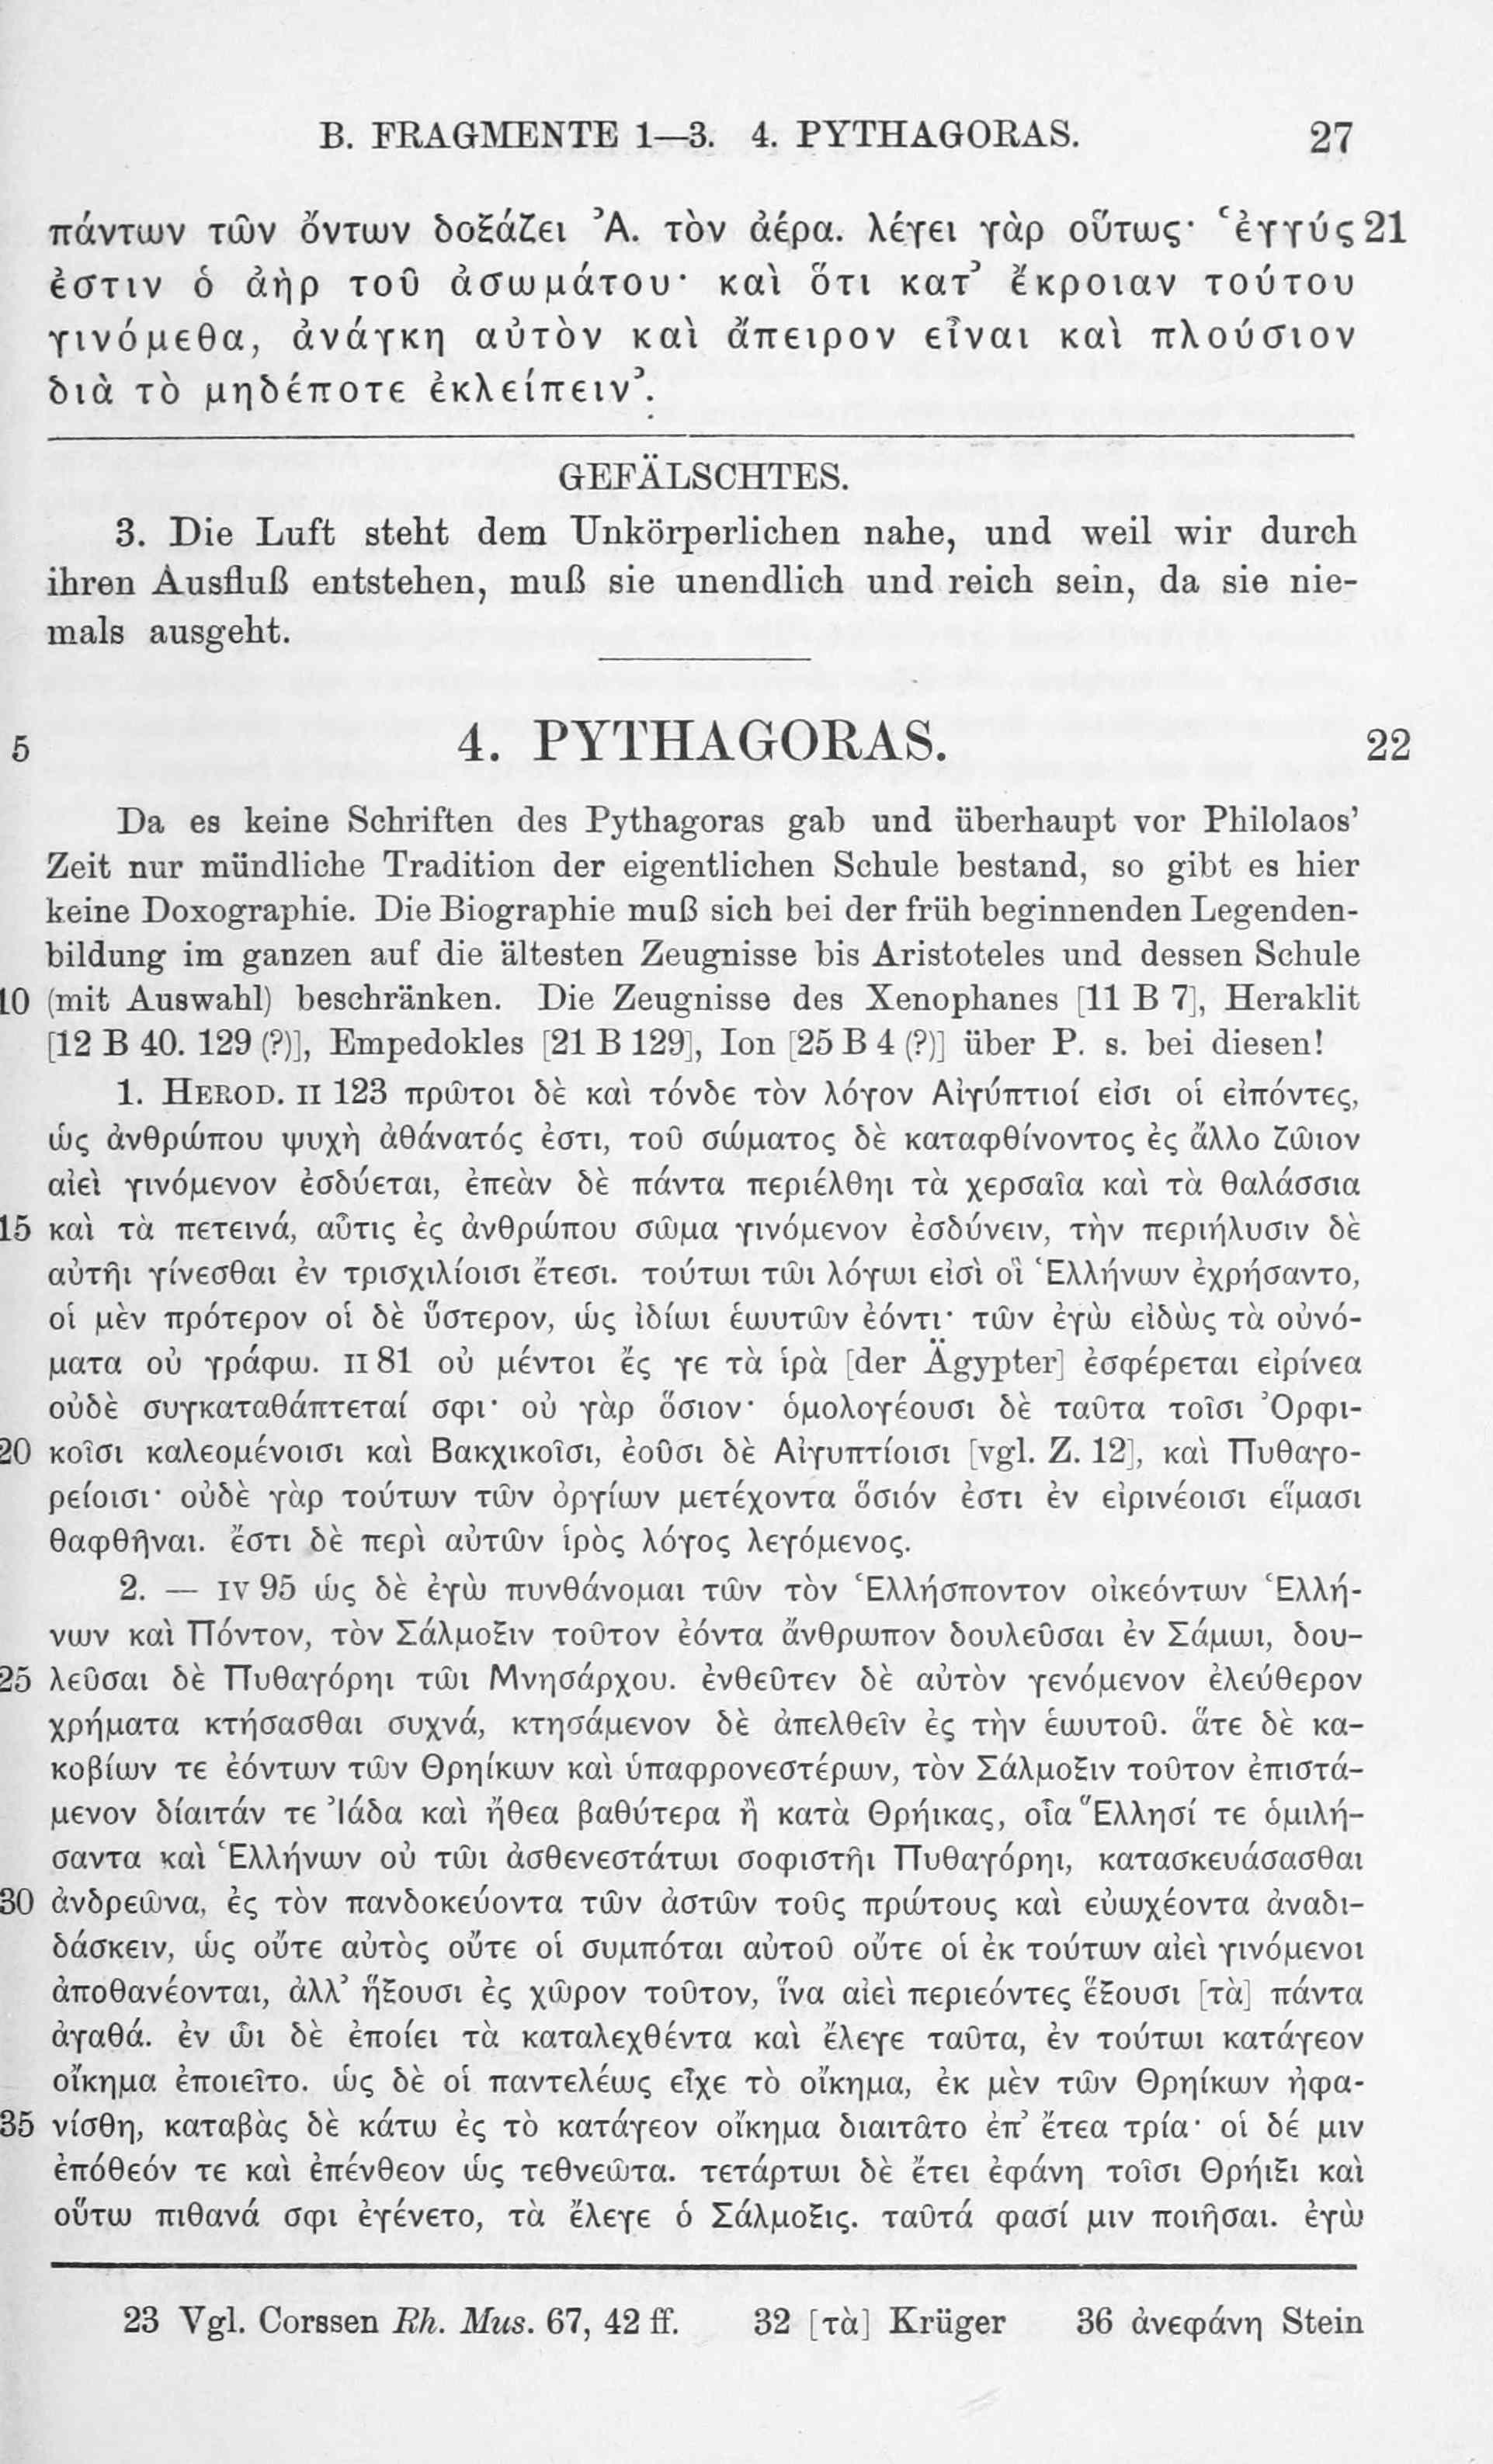 B. FRAGMENTE 1—3. 4. PYTHAGORAS. 27
πάντων τῶν ὄντων δοξάζει Ἀ. τὸν ἀέρα. λέγει γὰρ οὕτως· ‘ἐγγύς 21
ἐστιν ὁ ἀὴρ τοῦ ἀσωμάτου· καὶ ὅτι κατ’ ἔκροιαν τούτου
γινόμεθα, ἀνάγκη αὐτὸν καὶ ἄπειρον εἶναι καὶ πλούσιον
διὰ τὸ μηδέποτε ἐκλείπειν’.
GEFÄLSCHTES.
3. Die Luft steht dem Unkörperlichen nahe, und weil wir durch
ihren Ausfluß entstehen, muß sie unendlich und reich sein, da sie nie-
mals ausgeht.
5 4. PYTHAGORAS. 22
Da es keine Schriften des Pythagoras gab und überhaupt vor Philolaos’
Zeit nur mündliche Tradition der eigentlichen Schule bestand, so gibt es hier
keine Doxographie. Die Biographie muß sich bei der früh beginnenden Legenden-
bildung im ganzen auf die ältesten Zeugnisse bis Aristoteles und dessen Schule
10 (mit Auswahl) beschränken. Die Zeugnisse des Xenophanes [11 B 7], Heraklit
[12 B 40. 129 (?)], Empedokles [21 B 129], Ion [25 B 4 (?)] über P. s. bei diesen!
1. HEROD. II 123 πρῶτοι δὲ καὶ τόνδε τὸν λόγον Αἰγύπτιοί εἰσι οἱ εἰπόντες,
ὡς ἀνθρώπου ψυχὴ ἀθάνατός ἐστι, τοῦ σώματος δὲ καταφθίνοντος ἐς ἄλλο ζῶιον
αἰεὶ γινόμενον ἐσδύεται, ἐπεὰν δὲ πάντα περιέλθηι τὰ χερσαῖα καὶ τὰ θαλάσσια
15 καὶ τὰ πετεινά, αὖτις ἐς ἀνθρώπου σῶμα γινόμενον ἐσδύνειν, τὴν περιήλυσιν δὲ
αὐτῆι γίνεσθαι ἐν τρισχιλίοισι ἔτεσι. τούτωι τῶι λόγωι εἰσὶ οἳ Ἑλλήνων ἐχρήσαντο,
οἱ μὲν πρότερον οἱ δὲ ὕστερον, ὡς ἰδίωι ἑωυτῶν ἐόντι· τῶν ἐγὼ εἰδὼς τὰ οὐνό-
ματα οὐ γράφω. II 81 οὐ μέντοι ἔς γε τὰ ἱρὰ [der Ägypter] ἐσφέρεται εἰρίνεα
οὐδὲ συγκαταθάπτεταί σφι· οὐ γὰρ ὅσιον· ὁμολογέουσι δὲ ταῦτα τοῖσι Ὀρφι-
20 κοῖσι καλεομένοισι καὶ Βακχικοῖσι, ἐοῦσι δὲ Αἰγυπτίοισι [vgl. Z. 12], καὶ Πυθαγο-
ρείοισι· οὐδὲ γὰρ τούτων τῶν ὀργίων μετέχοντα ὅσιόν ἐστι ἐν εἰρινέοισι εἵμασι
θαφθῆναι. ἔστι δὲ περὶ αὐτῶν ἱρὸς λόγος λεγόμενος.
2. — IV 95 ὡς δὲ ἐγὼ πυνθάνομαι τῶν τὸν Ἑλλήσποντον οἰκεόντων Ἑλλή-
νων καὶ Πόντον, τὸν Σάλμοξιν τοῦτον ἐόντα ἄνθρωπον δουλεῦσαι ἐν Σάμωι, δου-
25 λεῦσαι δὲ Πυθαγόρηι τῶι Μνησάρχου. ἐνθεῦτεν δὲ αὐτὸν γενόμενον ἐλεύθερον
χρήματα κτήσασθαι συχνά, κτησάμενον δὲ ἀπελθεῖν ἐς τὴν ἑωυτοῦ. ἅτε δὲ κα-
κοβίων τε ἐόντων τῶν Θρηίκων καὶ ὑπαφρονεστέρων, τὸν Σάλμοξιν τοῦτον ἐπιστά-
μενον δίαιτάν τε Ἰάδα καὶ ἤθεα βαθύτερα ἢ κατὰ Θρήικας, οἷα Ἕλλησί τε ὁμιλή-
σαντα καὶ Ἑλλήνων οὐ τῶι ἀσθενεστάτωι σοφιστῆι Πυθαγόρηι, κατασκευάσασθαι
30 ἀνδρεῶνα, ἐς τὸν πανδοκεύοντα τῶν ἀστῶν τοὺς πρώτους καὶ εὐωχέοντα ἀναδι-
δάσκειν, ὡς οὔτε αὐτὸς οὔτε οἱ συμπόται αὐτοῦ οὔτε οἱ ἐκ τούτων αἰεὶ γινόμενοι
ἀποθανέονται, ἀλλ’ ἥξουσι ἐς χῶρον τοῦτον, ἵνα αἰεὶ περιεόντες ἕξουσι [τὰ] πάντα
ἀγαθά. ἐν ὧι δὲ ἐποίει τὰ καταλεχθέντα καὶ ἔλεγε ταῦτα, ἐν τούτωι κατάγεον
οἴκημα ἐποιεῖτο. ὡς δὲ οἱ παντελέως εἶχε τὸ οἴκημα, ἐκ μὲν τῶν Θρηίκων ἠφα-
35 νίσθη, καταβὰς δὲ κάτω ἐς τὸ κατάγεον οἴκημα διαιτᾶτο ἐπ’ ἔτεα τρία· οἱ δέ μιν
ἐπόθεόν τε καὶ ἐπένθεον ὡς τεθνεῶτα. τετάρτωι δὲ ἔτει ἐφάνη τοῖσι Θρήιξι καὶ
οὕτω πιθανά σφι ἐγένετο, τὰ ἔλεγε ὁ Σάλμοξις. ταῦτά φασί μιν ποιῆσαι. ἐγὼ
23 Vgl. Corssen Rh. Mus. 67, 42 ff. 32 [τὰ] Krüger 36 ἀνεφάνη Stein